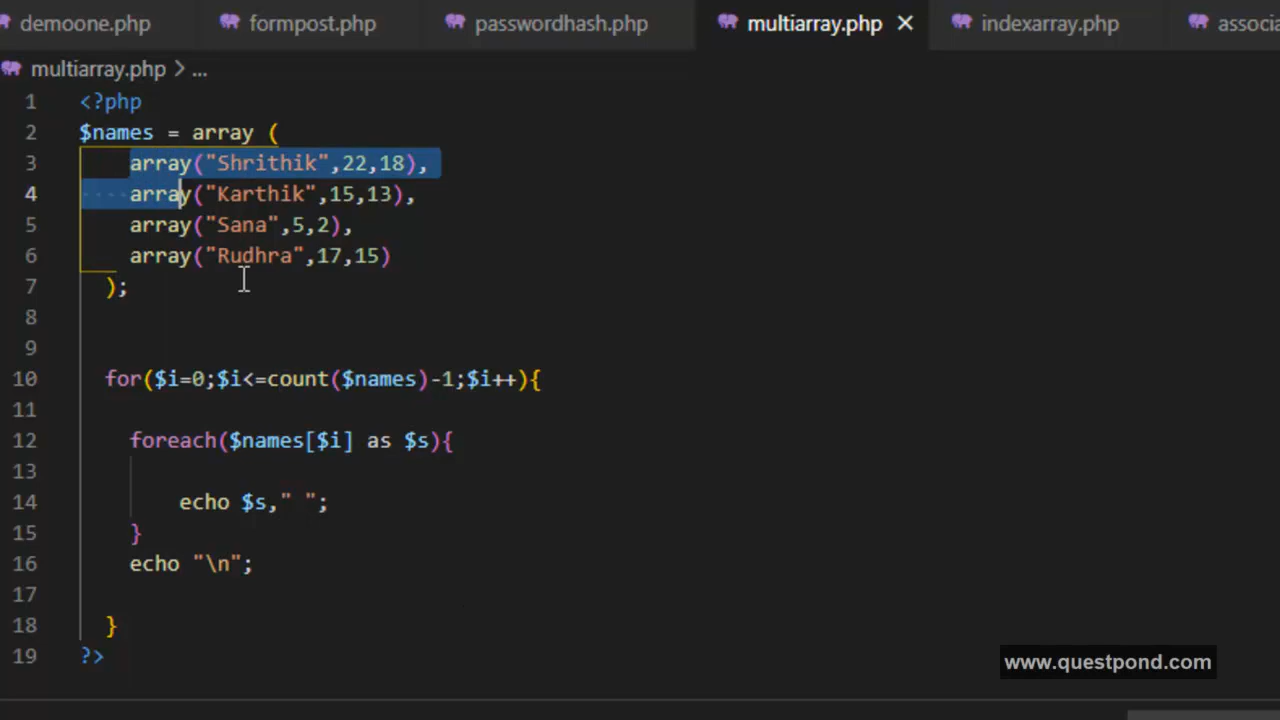 demoone.php formpost.php passwordhash.php multiarray.php × indexarray.php associa
multiarray.php > ...
1 <?php
2 $names = array (
3 array("Shrithik",22,18),
4 array("Karthik",15,13),
5 array("Sana",5,2),
6 array("Rudhra",17,15)
7 );
8
9
10 for($i=0;$i<=count($names)-1;$i++){
11
12 foreach($names[$i] as $s){
13
14 echo $s," ";
15 }
16 echo "\n";
17
18 }
19 ?>
www.questpond.com